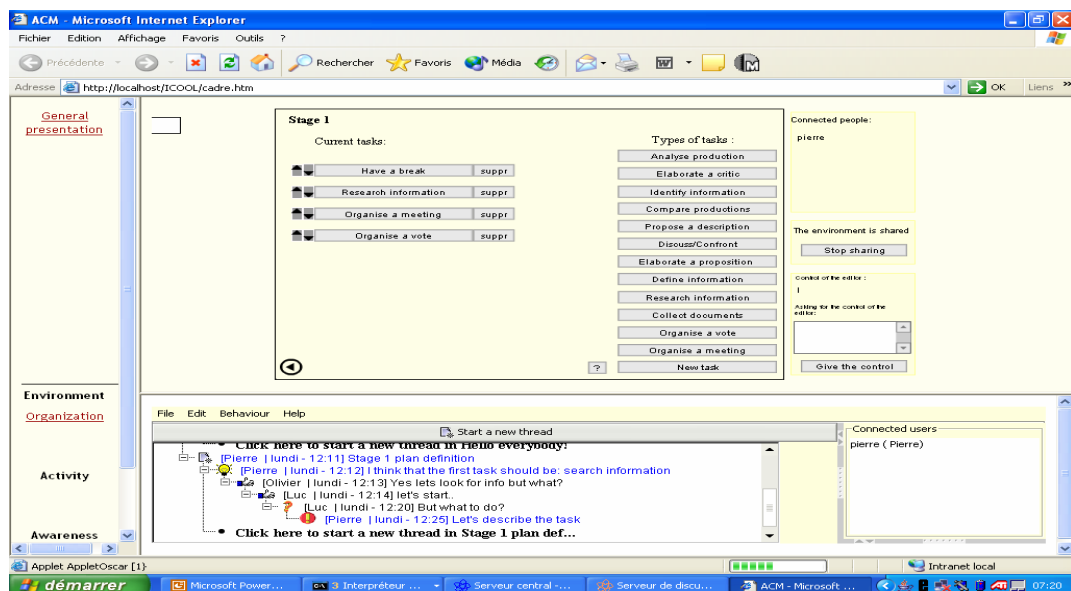 ACM - Microsoft Internet Explorer
Fichier Edition Affichage Favoris Outils ?
Précédente Rechercher Favoris Média
Adresse http://localhost/ICOOL/cadre.htm OK Liens »
General
presentation
Environment
Organization
Activity
Awareness
Stage 1
Current tasks:
Have a break suppr
Research information suppr
Organise a meeting suppr
Organise a vote suppr
Types of tasks :
Analyse production
Elaborate a critic
Identify information
Compare productions
Propose a description
Disouss/Confront
Elaborate a proposition
Define information
Research information
Collect documents
Organise a vote
Organise a meeting
? New task
Connected people:
pierre
The environment is shared
Stop sharing
Control of the editor :
Asking for the control of the
editor:
Give the control
File Edit Behaviour Help
Start a new thread
Click here to start a new thread in Hello everybody!
[Pierre | lundi - 12:11] Stage 1 plan definition
[Pierre | lundi - 12:12] I think that the first task should be: search information
[Olivier | lundi - 12:13] Yes lets look for info but what?
[Luc | lundi - 12:14] let's start..
[Luc | lundi - 12:20] But what to do?
[Pierre | lundi - 12:25] Let's describe the task
Click here to start a new thread in Stage 1 plan def...
Connected users
pierre ( Pierre)
Applet AppletOscar [1} Intranet local
démarrer Microsoft Power... 3 Interpréteur ... Serveur central -... Serveur de discu... ACM - Microsoft ... 07:20